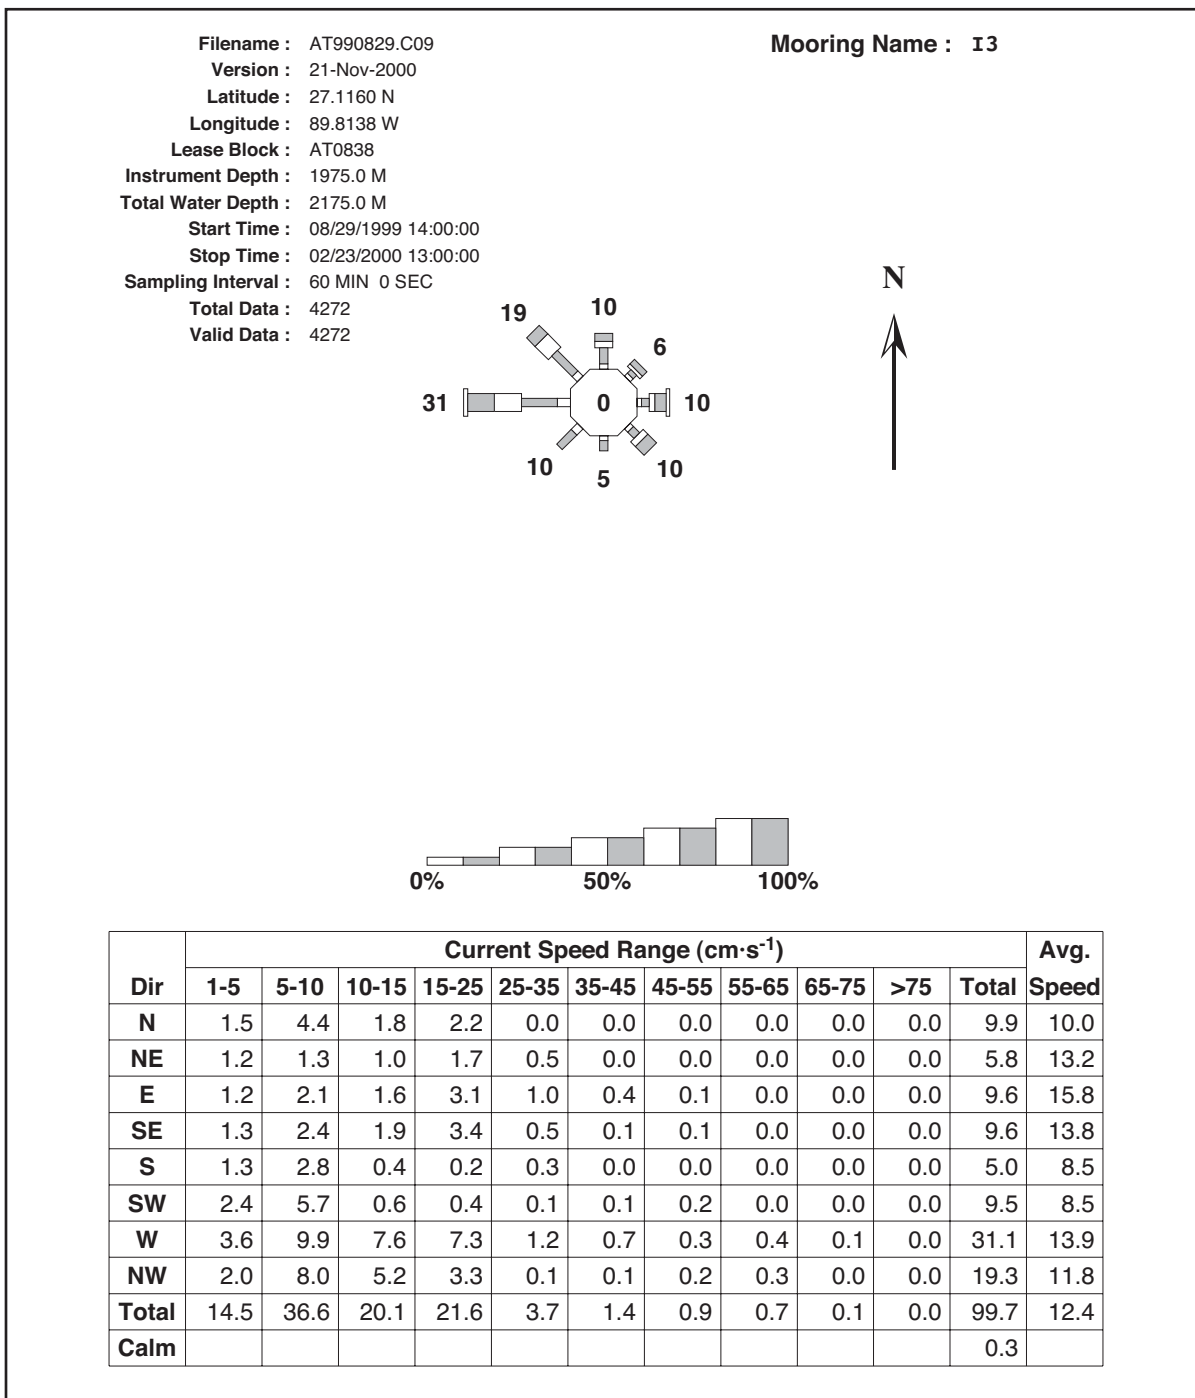 Filename : AT990829.C09
Mooring Name : I3
Version : 21-Nov-2000
Latitude : 27.1160 N
Longitude : 89.8138 W
Lease Block : AT0838
Instrument Depth : 1975.0 M
Total Water Depth : 2175.0 M
Start Time : 08/29/1999 14:00:00
Stop Time : 02/23/2000 13:00:00
Sampling Interval : 60 MIN 0 SEC
Total Data : 4272
Valid Data : 4272
N
19 10
6
31 0 10
10 5 10
0% 50% 100%
Current Speed Range (cm·s-1) Avg.
Dir 1-5 5-10 10-15 15-25 25-35 35-45 45-55 55-65 65-75 >75 Total Speed
N 1.5 4.4 1.8 2.2 0.0 0.0 0.0 0.0 0.0 0.0 9.9 10.0
NE 1.2 1.3 1.0 1.7 0.5 0.0 0.0 0.0 0.0 0.0 5.8 13.2
E 1.2 2.1 1.6 3.1 1.0 0.4 0.1 0.0 0.0 0.0 9.6 15.8
SE 1.3 2.4 1.9 3.4 0.5 0.1 0.1 0.0 0.0 0.0 9.6 13.8
S 1.3 2.8 0.4 0.2 0.3 0.0 0.0 0.0 0.0 0.0 5.0 8.5
SW 2.4 5.7 0.6 0.4 0.1 0.1 0.2 0.0 0.0 0.0 9.5 8.5
W 3.6 9.9 7.6 7.3 1.2 0.7 0.3 0.4 0.1 0.0 31.1 13.9
NW 2.0 8.0 5.2 3.3 0.1 0.1 0.2 0.3 0.0 0.0 19.3 11.8
Total 14.5 36.6 20.1 21.6 3.7 1.4 0.9 0.7 0.1 0.0 99.7 12.4
Calm 0.3